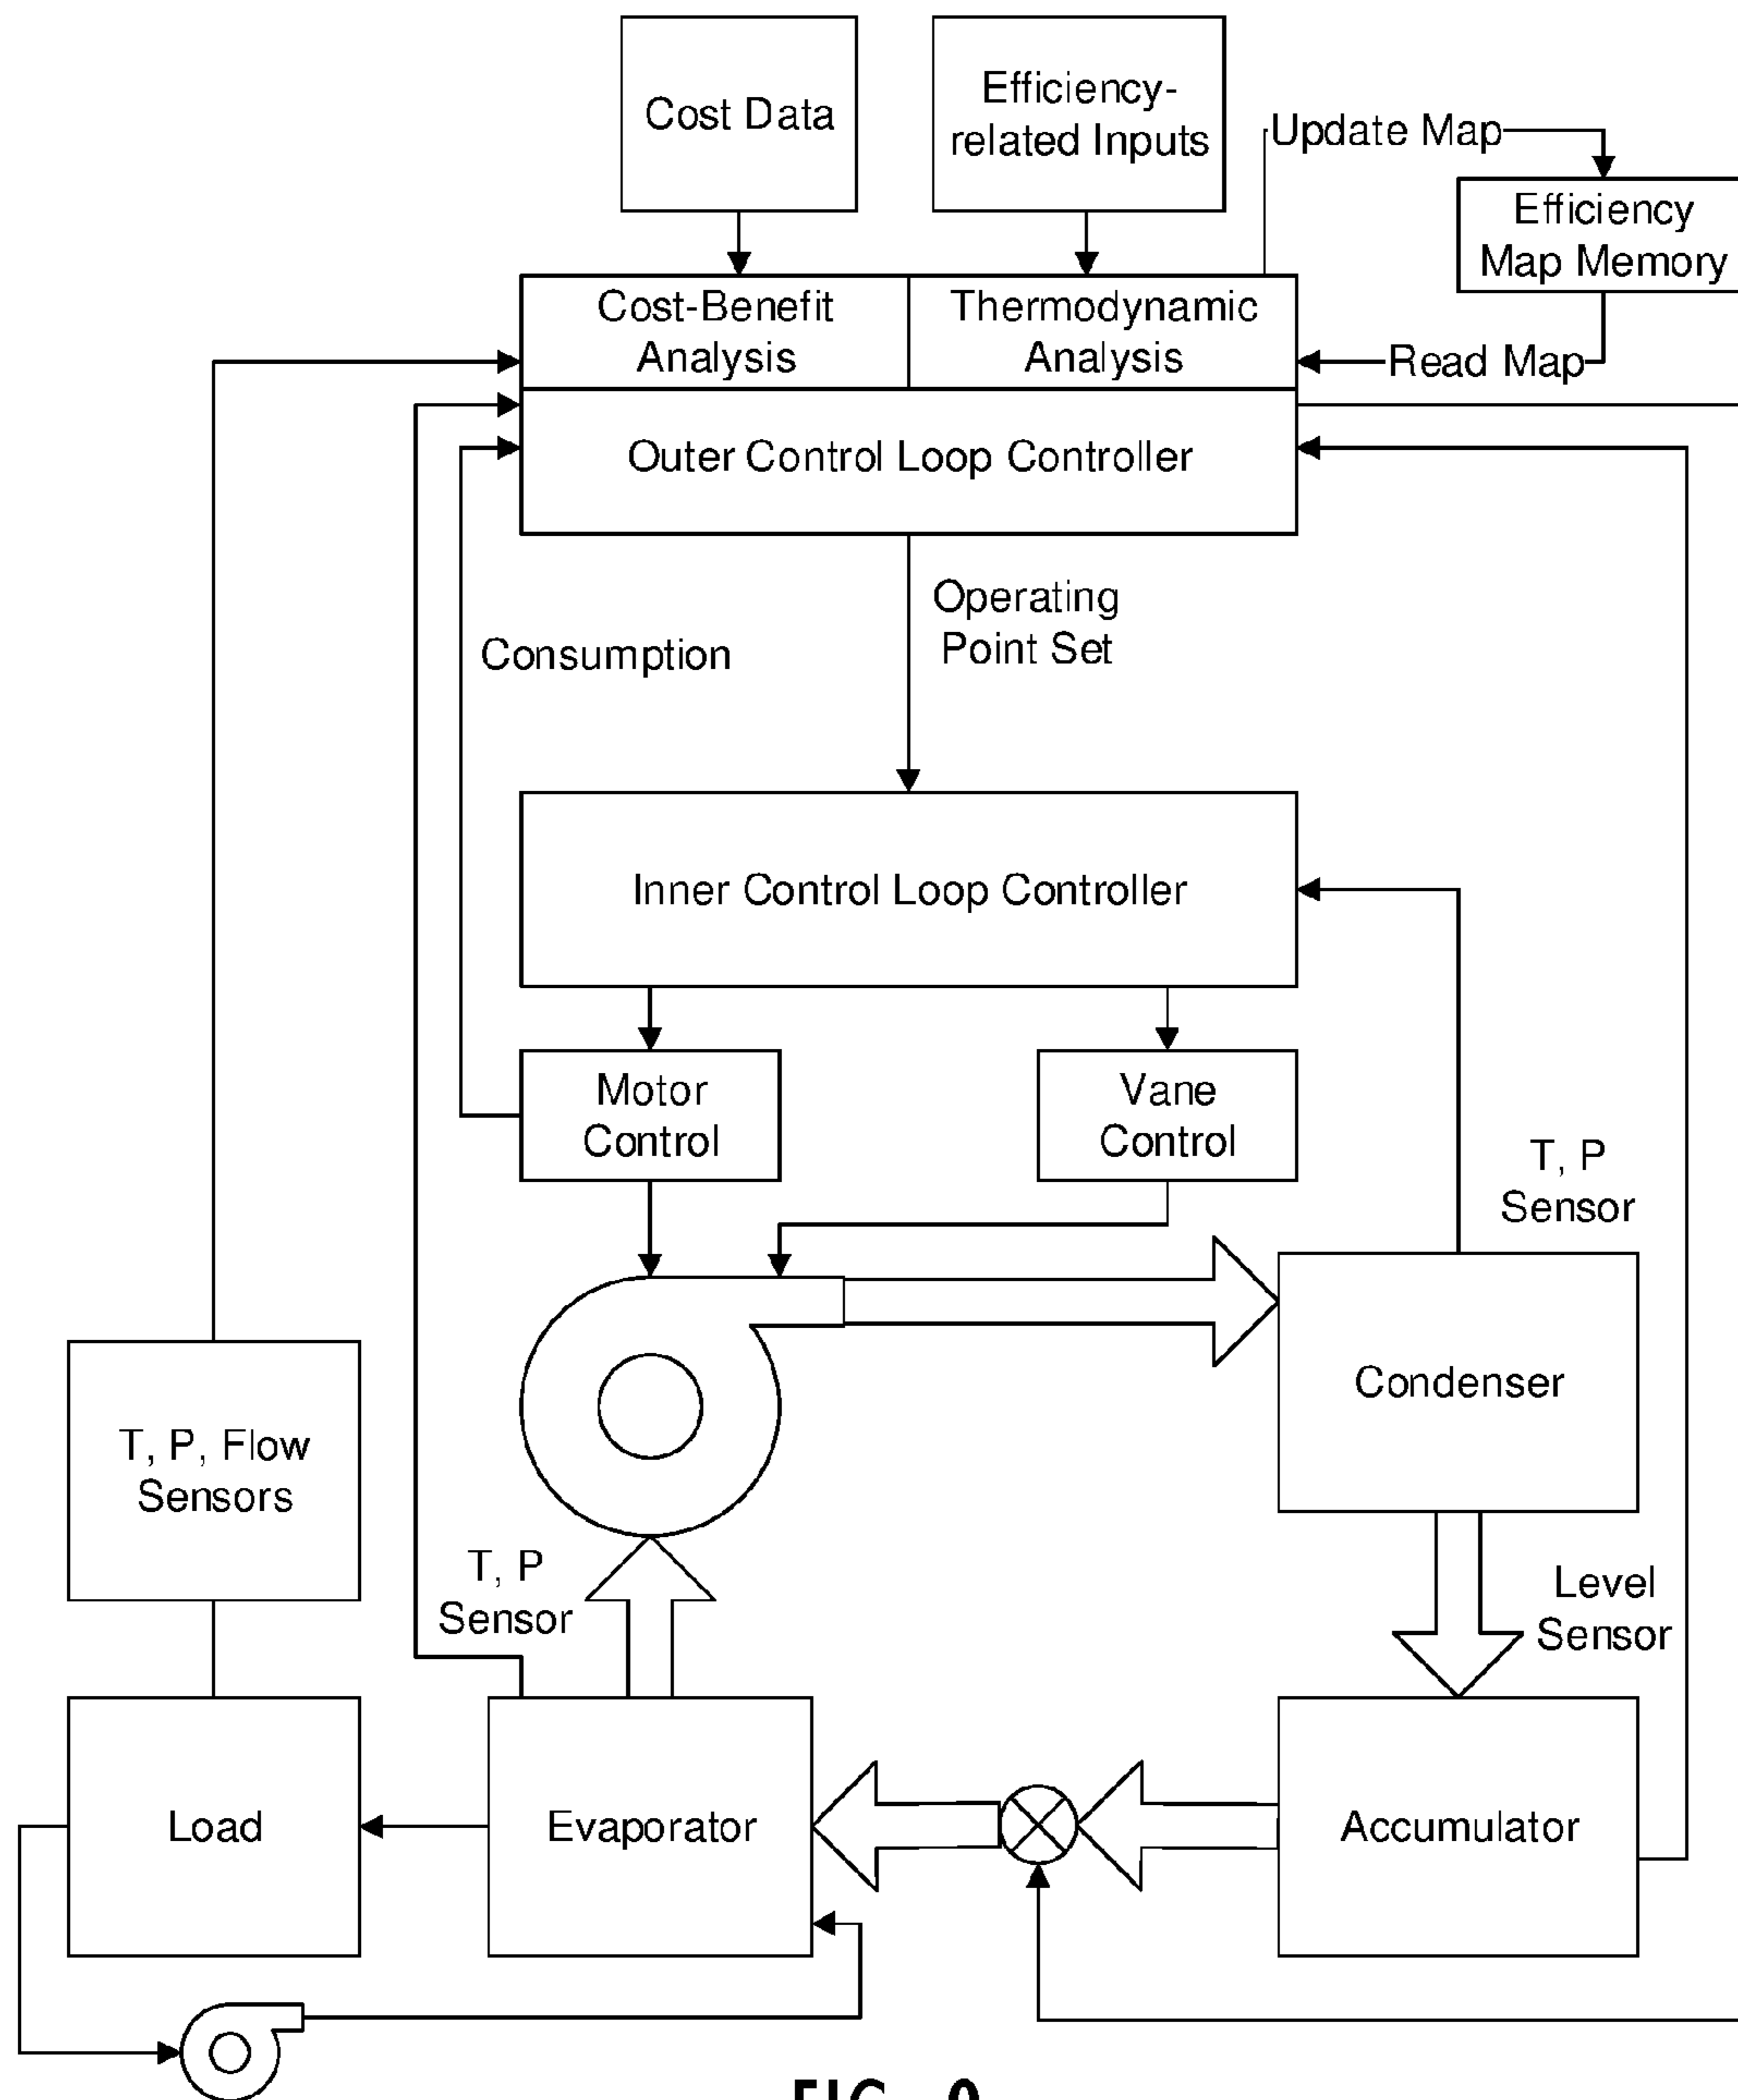 Cost Data
Efficiency-
related Inputs
Update Map
Efficiency
Map Memory
Cost-Benefit
Analysis
Thermodynamic
Analysis
Read Map
Outer Control Loop Controller
Operating
Point Set
Consumption
Inner Control Loop Controller
Motor
Control
Vane
Control
T, P
Sensor
Condenser
T, P, Flow
Sensors
T, P
Sensor
Level
Sensor
Load
Evaporator
Accumulator